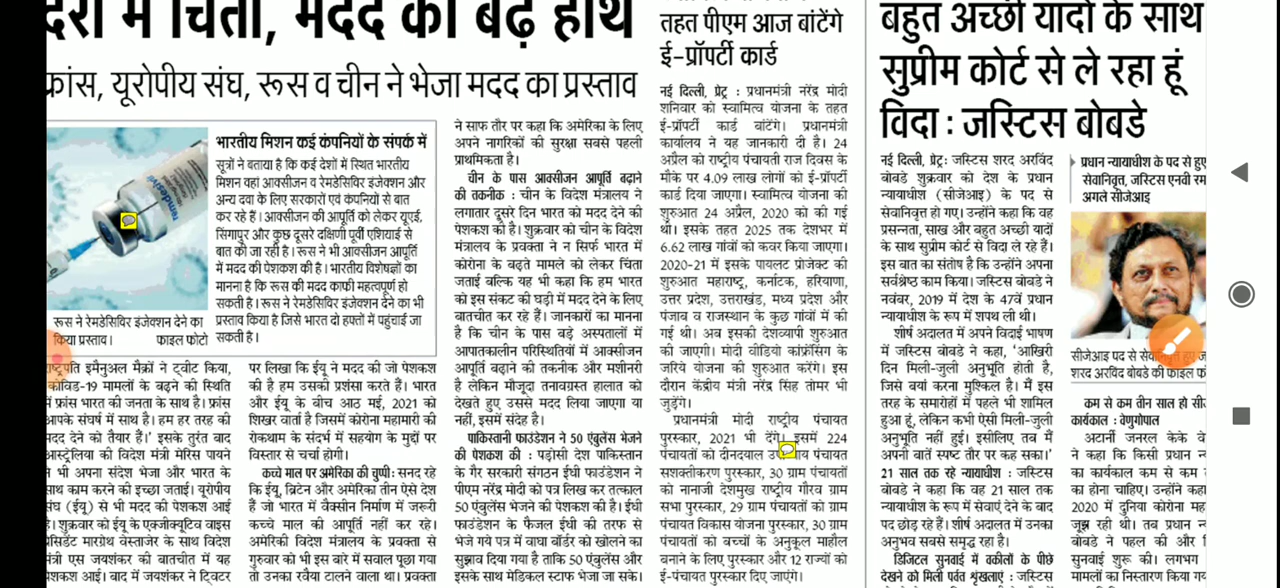 देशों में चिंता, मदद को बढ़े हाथ
फ्रांस, यूरोपीय संघ, रूस व चीन ने भेजा मदद का प्रस्ताव
remdesivir
रूस ने रेमडेसिविर इंजेक्शन देने का
किया प्रस्ताव। फाइल फोटो
भारतीय मिशन कई कंपनियों के संपर्क में
सूत्रों ने बताया है कि कई देशों में स्थित भारतीय
मिशन वहां आक्सीजन व रेमडेसिविर इंजेक्शन और
अन्य दवा के लिए सरकारों एवं कंपनियों से बात
कर रहे हैं। आक्सीजन की आपूर्ति को लेकर यूएई,
सिंगापुर और कुछ दूसरे दक्षिणी पूर्वी एशियाई से
बात की जा रही है। रूस ने भी आक्सीजन आपूर्ति
में मदद की पेशकश की है। भारतीय विशेषज्ञों का
मानना है कि रूस की मदद काफी महत्वपूर्ण हो
सकती है। रूस ने रेमडेसिविर इंजेक्शन देने का भी
प्रस्ताव किया है जिसे भारत दो हफ्तों में पहुंचाई जा
सकती है।
राष्ट्रपति इमैनुअल मैक्रों ने ट्वीट किया,
'कोविड-19 मामलों के बढ़ने की स्थिति
में फ्रांस भारत की जनता के साथ है। फ्रांस
आपके संघर्ष में साथ है। हम हर तरह की
मदद देने को तैयार हैं।' इसके तुरंत बाद
आस्ट्रेलिया की विदेश मंत्री मेरिस पायने
ने भी अपना संदेश भेजा और भारत के
साथ काम करने की इच्छा जताई। यूरोपीय
संघ (ईयू) से भी मदद की पेशकश आई
है। शुक्रवार को ईयू के एक्जीक्यूटिव वाइस
प्रेसिडेंट मारग्रेथ वेस्ताजेर के साथ विदेश
मंत्री एस जयशंकर की बातचीत में यह
पेशकश आई। बाद में जयशंकर ने ट्विटर
पर लिखा कि ईयू ने मदद की जो पेशकश
की है हम उसकी प्रशंसा करते हैं। भारत
और ईयू के बीच आठ मई, 2021 को
शिखर वार्ता है जिसमें कोरोना महामारी की
रोकथाम के संदर्भ में सहयोग के मुद्दों पर
विस्तार से चर्चा होगी।
कच्चे माल पर अमेरिका की चुप्पी: सनद रहे
कि ईयू, ब्रिटेन और अमेरिका तीन ऐसे देश
हैं जो भारत में वैक्सीन निर्माण में जरूरी
कच्चे माल की आपूर्ति नहीं कर रहे।
अमेरिकी विदेश मंत्रालय के प्रवक्ता से
गुरुवार को भी इस बारे में सवाल पूछा गया
तो उनका रवैया टालने वाला था। प्रवक्ता
ने साफ तौर पर कहा कि अमेरिका के लिए
अपने नागरिकों की सुरक्षा सबसे पहली
प्राथमिकता है।
चीन के पास आक्सीजन आपूर्ति बढ़ाने
की तकनीक : चीन के विदेश मंत्रालय ने
लगातार दूसरे दिन भारत को मदद देने की
पेशकश की है। शुक्रवार को चीन के विदेश
मंत्रालय के प्रवक्ता ने न सिर्फ भारत में
कोरोना के बढ़ते मामले को लेकर चिंता
जताई बल्कि यह भी कहा कि हम भारत
को इस संकट की घड़ी में मदद देने के लिए
बातचीत कर रहे हैं। जानकारों का मानना
है कि चीन के पास बड़े अस्पतालों में
आपातकालीन परिस्थितियों में आक्सीजन
आपूर्ति बढ़ाने की तकनीक और मशीनरी
है लेकिन मौजूदा तनावग्रस्त हालात को
देखते हुए उससे मदद लिया जाएगा या
नहीं, इसमें संदेह है।
पाकिस्तानी फाउंडेशन ने 50 एंबुलेंस भेजने
की पेशकश की : पड़ोसी देश पाकिस्तान
के गैर सरकारी संगठन ईधी फाउंडेशन ने
पीएम नरेंद्र मोदी को पत्र लिख कर तत्काल
50 एंबुलेंस भेजने की पेशकश की है। ईधी
फाउंडेशन के फैजल ईधी की तरफ से
भेजे गये पत्र में वाघा बॉर्डर को खोलने का
सुझाव दिया गया है ताकि 50 एंबुलेंस और
इसके साथ मेडिकल स्टाफ भेजा जा सके।
तहत पीएम आज बांटेंगे
ई-प्रॉपर्टी कार्ड
नई दिल्ली, प्रेट्र : प्रधानमंत्री नरेंद्र मोदी
शनिवार को स्वामित्व योजना के तहत
ई-प्रॉपर्टी कार्ड बांटेंगे। प्रधानमंत्री
कार्यालय ने यह जानकारी दी है। 24
अप्रैल को राष्ट्रीय पंचायती राज दिवस के
मौके पर 4.09 लाख लोगों को ई-प्रॉपर्टी
कार्ड दिया जाएगा। स्वामित्व योजना की
शुरुआत 24 अप्रैल, 2020 को की गई
थी। इसके तहत 2025 तक देशभर में
6.62 लाख गांवों को कवर किया जाएगा।
2020-21 में इसके पायलट प्रोजेक्ट की
शुरुआत महाराष्ट्र, कर्नाटक, हरियाणा,
उत्तर प्रदेश, उत्तराखंड, मध्य प्रदेश और
पंजाब व राजस्थान के कुछ गांवों में की
गई थी। अब इसकी देशव्यापी शुरुआत
की जाएगी। मोदी वीडियो कांफ्रेंसिंग के
जरिये योजना की शुरुआत करेंगे। इस
दौरान केंद्रीय मंत्री नरेंद्र सिंह तोमर भी
जुड़ेंगे।
प्रधानमंत्री मोदी राष्ट्रीय पंचायत
पुरस्कार, 2021 भी देंगे। इसमें 224
पंचायतों को दीनदयाल पंचायत
सशक्तीकरण पुरस्कार, 30 ग्राम पंचायतों
को नानाजी देशमुख राष्ट्रीय गौरव ग्राम
सभा पुरस्कार, 29 ग्राम पंचायतों को ग्राम
पंचायत विकास योजना पुरस्कार, 30 ग्राम
पंचायतों को बच्चों के अनुकूल माहौल
बनाने के लिए पुरस्कार और 12 राज्यों को
ई-पंचायत पुरस्कार दिए जाएंगे।
बहुत अच्छी यादों के साथ
सुप्रीम कोर्ट से ले रहा हूं
विदा : जस्टिस बोबडे
नई दिल्ली, प्रेट्र: जस्टिस शरद अरविंद
बोबडे शुक्रवार को देश के प्रधान
न्यायाधीश (सीजेआइ) के पद से
सेवानिवृत्त हो गए। उन्होंने कहा कि वह
प्रसन्नता, सद्भाव और बहुत अच्छी यादों
के साथ सुप्रीम कोर्ट से विदा ले रहे हैं।
इस बात का संतोष है कि उन्होंने अपना
सर्वश्रेष्ठ काम किया। जस्टिस बोबडे ने
नवंबर, 2019 में देश के 47वें प्रधान
न्यायाधीश के रूप में शपथ ली थी।
शीर्ष अदालत में अपने विदाई भाषण
में जस्टिस बोबडे ने कहा, 'आखिरी
दिन मिली-जुली अनुभूति होती है,
जिसे बयां करना मुश्किल है। मैं इस
तरह के समारोहों में पहले भी शामिल
हुआ हूं, लेकिन कभी ऐसी मिली-जुली
अनुभूति नहीं हुई। इसीलिए तब मैं
अपनी बातें स्पष्ट तौर पर कह सका।'
21 साल तक रहे न्यायाधीश : जस्टिस
बोबडे ने कहा कि वह 21 साल तक
न्यायाधीश के रूप में सेवाएं देने के बाद
पद छोड़ रहे हैं। शीर्ष अदालत में उनका
अनुभव सबसे समृद्ध रहा है।
डिजिटल सुनवाई में वकीलों के पीछे
देखने को मिली पर्वत श्रृंखलाएं : जस्टिस
प्रधान न्यायाधीश के पद से हुए
सेवानिवृत्त, जस्टिस एनवी रम
अगले सीजेआइ
सीजेआइ पद से हुए ज
शरद अरविंद बोबडे की फाइल फो
कम से कम तीन साल हो सी
कार्यकाल : वेणुगोपाल
अटार्नी जनरल केके वे
ने कहा कि किसी प्रधान न
का कार्यकाल कम से कम त
का होना चाहिए। उन्होंने कहा
2020 में दुनिया कोरोना मह
जूझ रही थी। तब प्रधान न
बोबडे ने पहल की और f
सुनवाई शुरू की। लगभग
मामलों का निस्तारण किया गय